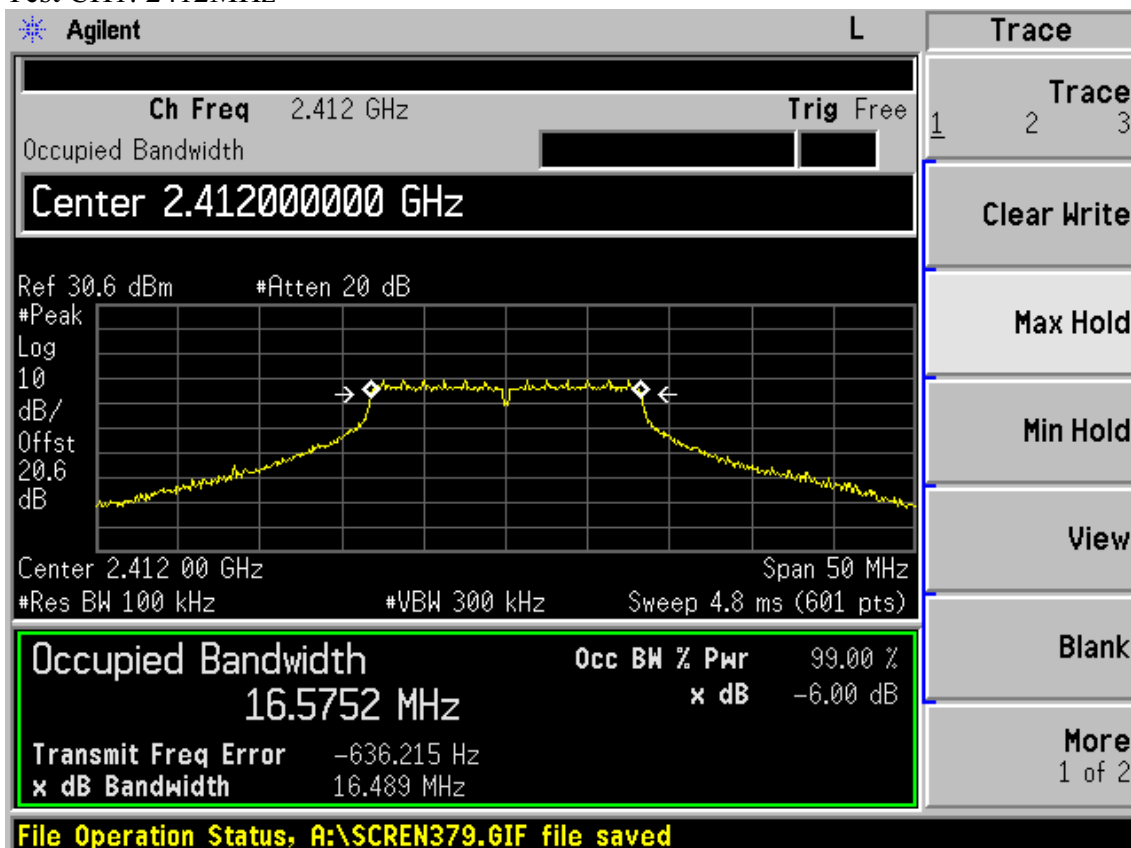 Agilent L Trace
Ch Freq 2.412 GHz Trig Free
Occupied Bandwidth
Center 2.412000000 GHz
Ref 30.6 dBm #Atten 20 dB
#Peak
Log
10
dB/
Offst
20.6
dB
Center 2.412 00 GHz Span 50 MHz
#Res BW 100 kHz #VBW 300 kHz Sweep 4.8 ms (601 pts)
Occupied Bandwidth Occ BW % Pwr 99.00 %
16.5752 MHz x dB -6.00 dB
Transmit Freq Error -636.215 Hz
x dB Bandwidth 16.489 MHz
File Operation Status, A:\SCREN379.GIF file saved
Trace
1 2 3
Clear Write
Max Hold
Min Hold
View
Blank
More
1 of 2